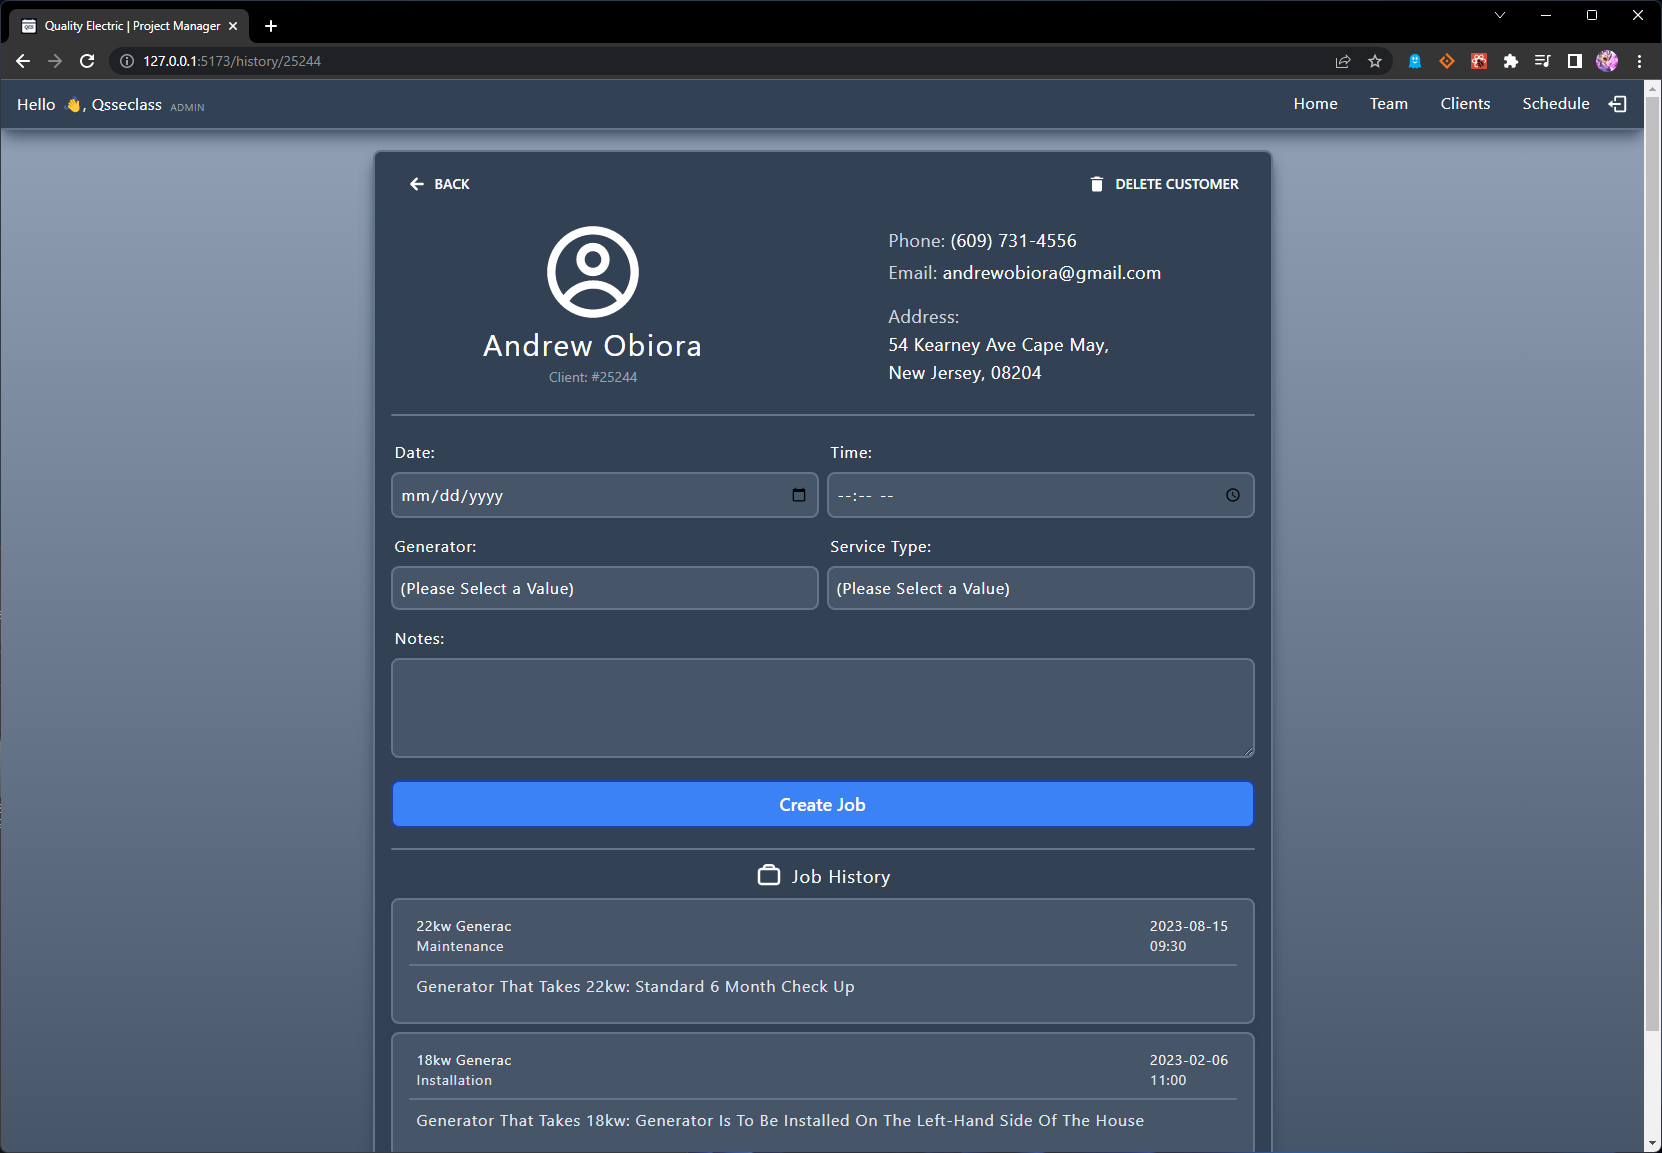 Quality Electric | Project Manager
127.0.0.1:5173/history/25244
Hello 👋, Qsseclass ADMIN
Home Team Clients Schedule
BACK
DELETE CUSTOMER
Andrew Obiora
Client: #25244
Phone: (609) 731-4556
Email: andrewobiora@gmail.com
Address:
54 Kearney Ave Cape May,
New Jersey, 08204
Date:
Time:
mm/dd/yyyy
--:-- --
Generator:
Service Type:
(Please Select a Value)
(Please Select a Value)
Notes:
Create Job
Job History
22kw Generac
2023-08-15
Maintenance
09:30
Generator That Takes 22kw: Standard 6 Month Check Up
18kw Generac
2023-02-06
Installation
11:00
Generator That Takes 18kw: Generator Is To Be Installed On The Left-Hand Side Of The House